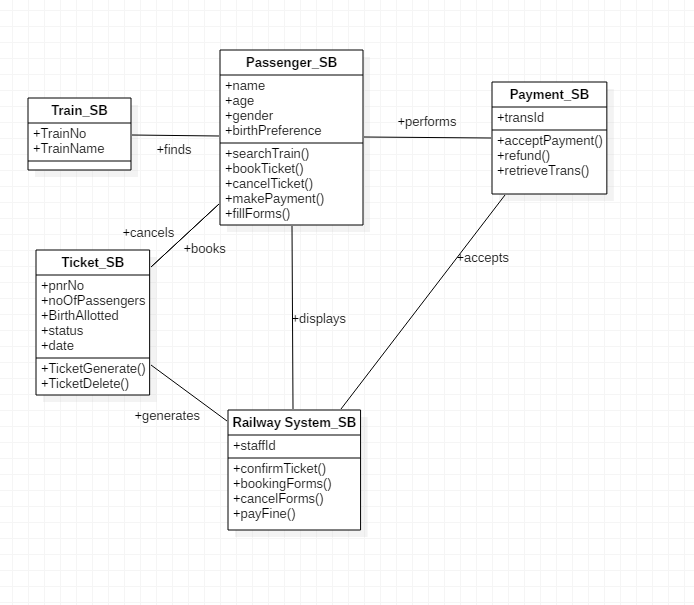 Passenger_SB
+name
+age
+gender
+birthPreference
+searchTrain()
+bookTicket()
+cancelTicket()
+makePayment()
+fillForms()
Train_SB
+TrainNo
+TrainName
+finds
+performs
Payment_SB
+transId
+acceptPayment()
+refund()
+retrieveTrans()
+cancels
+books
Ticket_SB
+pnrNo
+noOfPassengers
+BirthAllotted
+status
+date
+TicketGenerate()
+TicketDelete()
+accepts
+displays
+generates
Railway System_SB
+staffId
+confirmTicket()
+bookingForms()
+cancelForms()
+payFine()